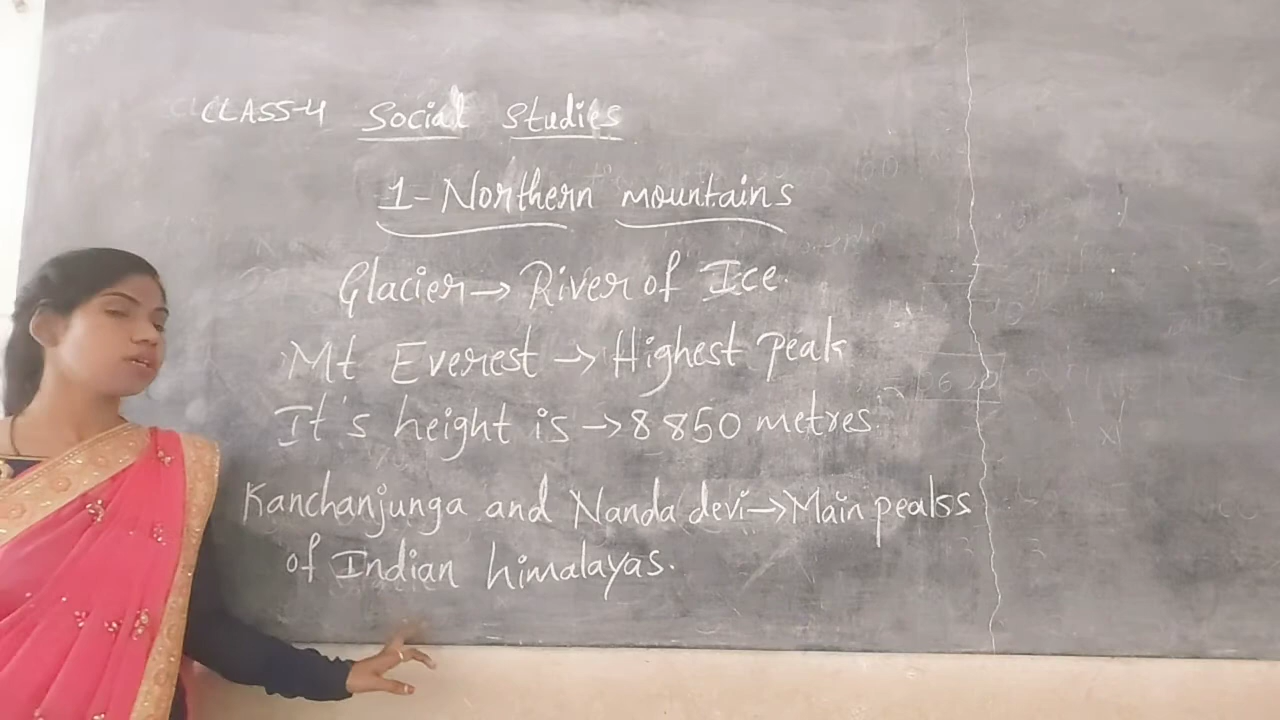 CLASS-4 Social Studies
1-Northern mountains
Glacier→ River of Ice.
Mt Everest → Highest peak
It's height is →8850 metres
Kanchanjunga and Nanda devi→Main peakss
of Indian himalayas.